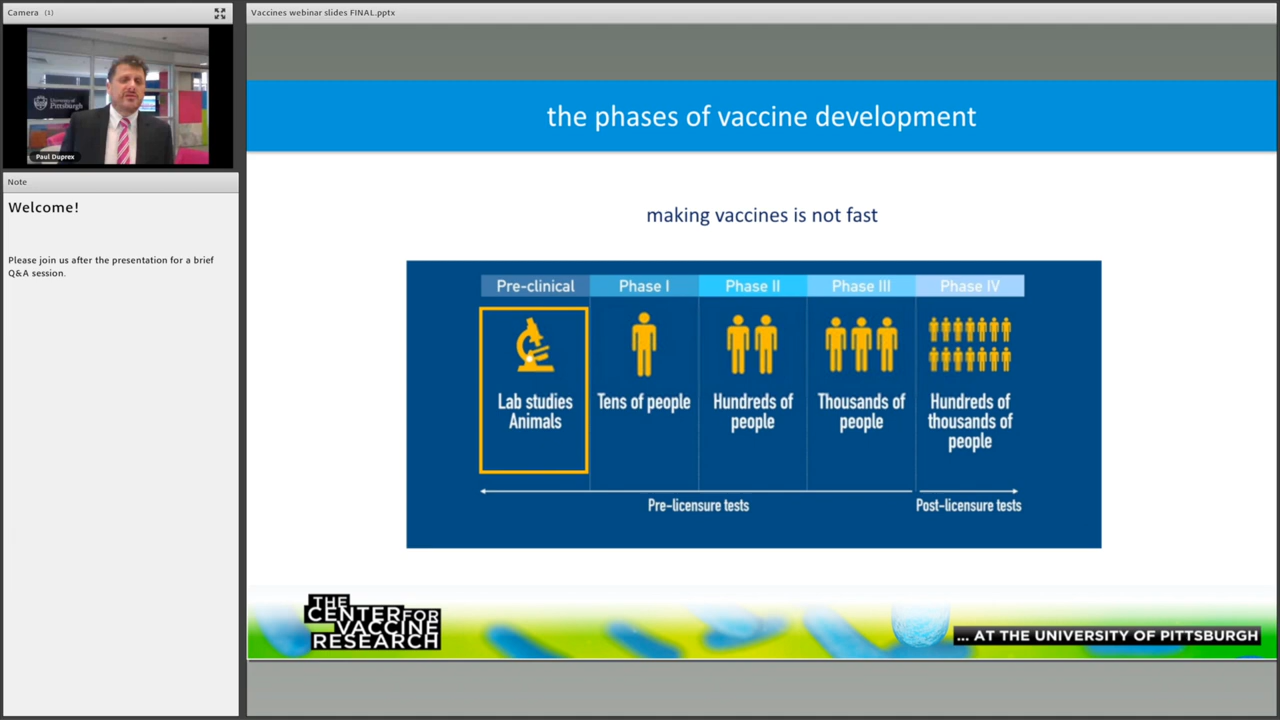 Camera (1)
University of
Pittsburgh
Paul Duprex
Note
Welcome!
Please join us after the presentation for a brief
Q&A session.
Vaccines webinar slides FINAL.pptx
the phases of vaccine development
making vaccines is not fast
Pre-clinical
Phase I
Phase II
Phase III
Phase IV
Lab studies
Animals
Tens of people
Hundreds of
people
Thousands of
people
Hundreds of
thousands of
people
Pre-licensure tests
Post-licensure tests
THE
CENTER FOR
VACCINE
RESEARCH
... AT THE UNIVERSITY OF PITTSBURGH